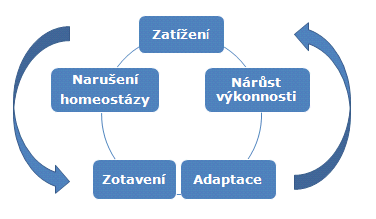 Zatížení
Narušení
homeostázy
Nárůst
výkonnosti
Zotavení
Adaptace